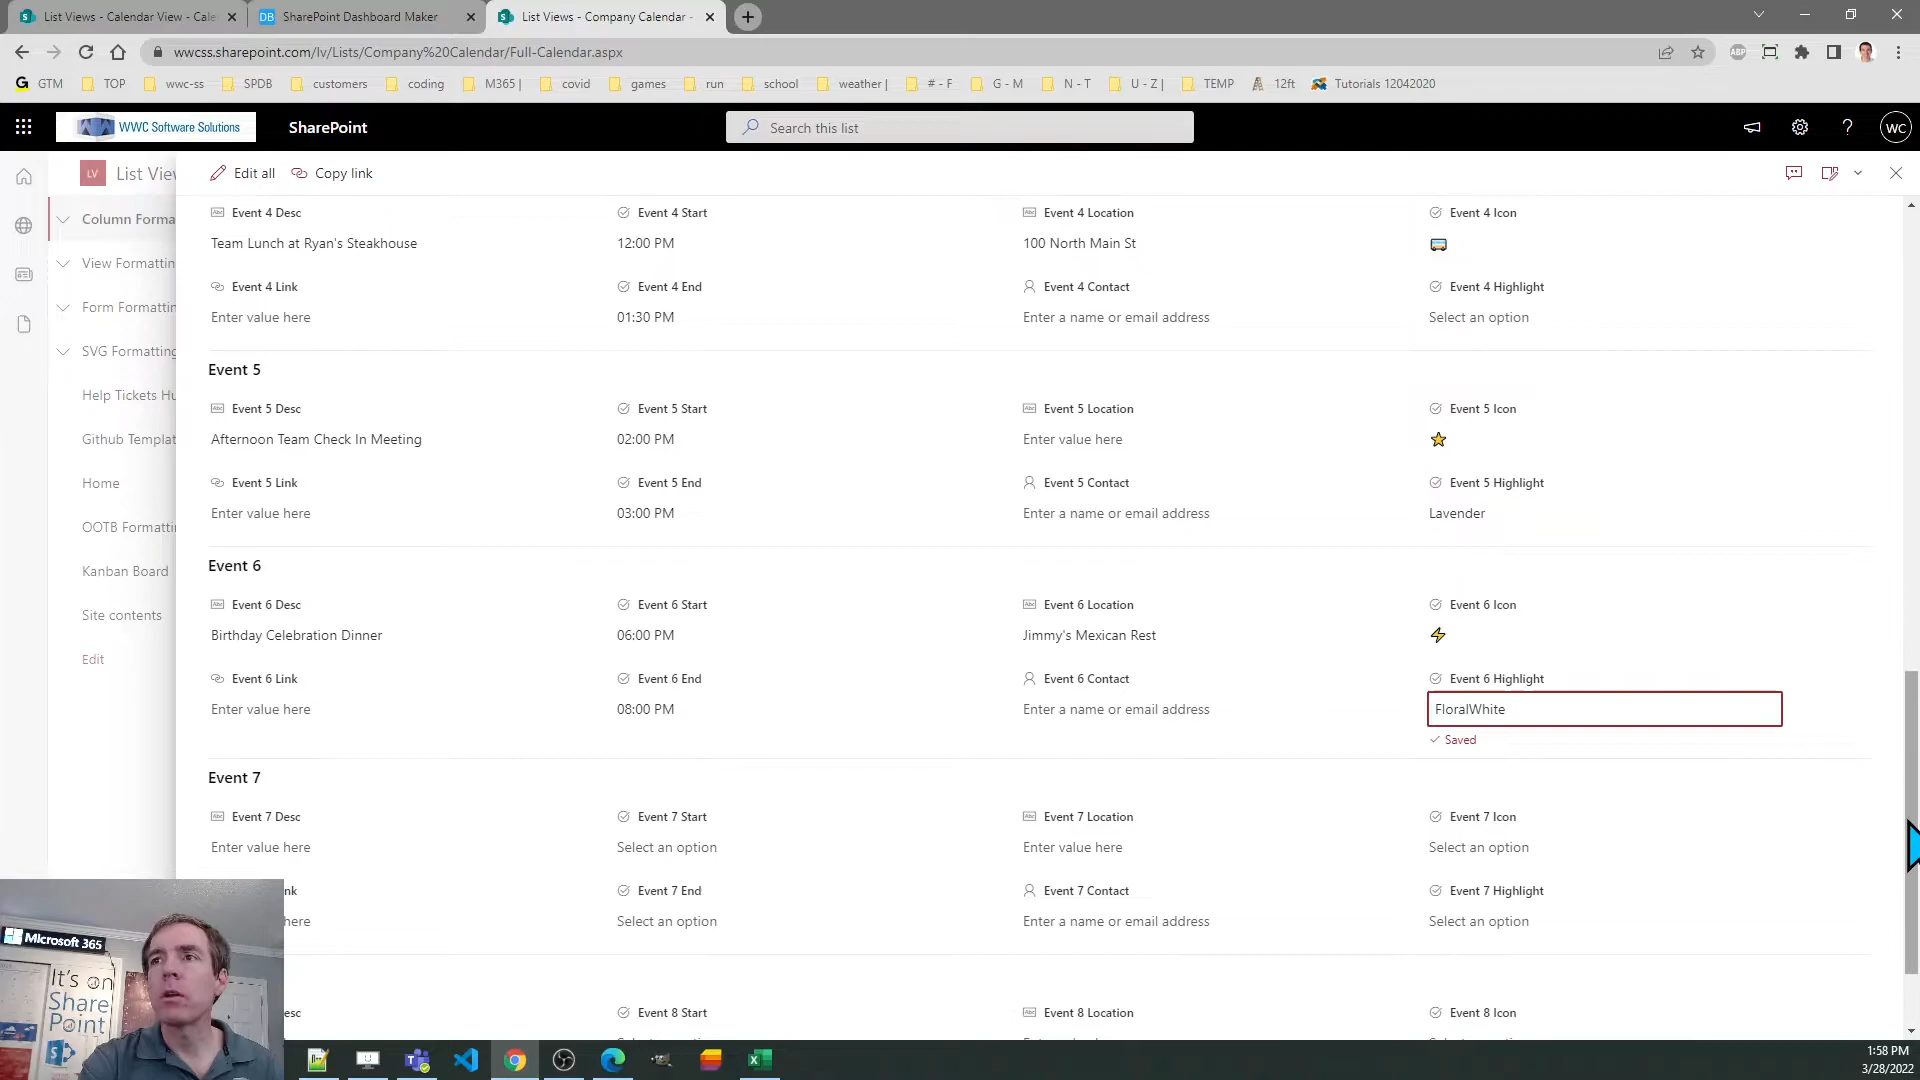 List Views - Calendar View - Cale
SharePoint Dashboard Maker
List Views - Company Calendar -
wwcss.sharepoint.com/lv/Lists/Company%20Calendar/Full-Calendar.aspx
GTM
TOP
wwc-ss
SPDB
customers
coding
M365 |
covid
games
run
school
weather |
# - F
G - M
N - T
U - Z |
TEMP
12ft
Tutorials 12042020
WWC Software Solutions
SharePoint
Search this list
WC
LV
List Vie
Edit all
Copy link
Column Forma
View Formattin
Form Formattin
SVG Formatting
Help Tickets Hu
Github Templat
Home
OOTB Formatti
Kanban Board
Site contents
Edit
Event 4 Desc
Event 4 Start
Event 4 Location
Event 4 Icon
Team Lunch at Ryan's Steakhouse
12:00 PM
100 North Main St
Event 4 Link
Event 4 End
Event 4 Contact
Event 4 Highlight
Enter value here
01:30 PM
Enter a name or email address
Select an option
Event 5
Event 5 Desc
Event 5 Start
Event 5 Location
Event 5 Icon
Afternoon Team Check In Meeting
02:00 PM
Enter value here
Event 5 Link
Event 5 End
Event 5 Contact
Event 5 Highlight
Enter value here
03:00 PM
Enter a name or email address
Lavender
Event 6
Event 6 Desc
Event 6 Start
Event 6 Location
Event 6 Icon
Birthday Celebration Dinner
06:00 PM
Jimmy's Mexican Rest
Event 6 Link
Event 6 End
Event 6 Contact
Event 6 Highlight
Enter value here
08:00 PM
Enter a name or email address
FloralWhite
Saved
Event 7
Event 7 Desc
Event 7 Start
Event 7 Location
Event 7 Icon
Enter value here
Select an option
Enter value here
Select an option
nk
Event 7 End
Event 7 Contact
Event 7 Highlight
here
Select an option
Enter a name or email address
Select an option
esc
Event 8 Start
Event 8 Location
Event 8 Icon
Microsoft 365
It's on
Share
Point
1:58 PM
3/28/2022